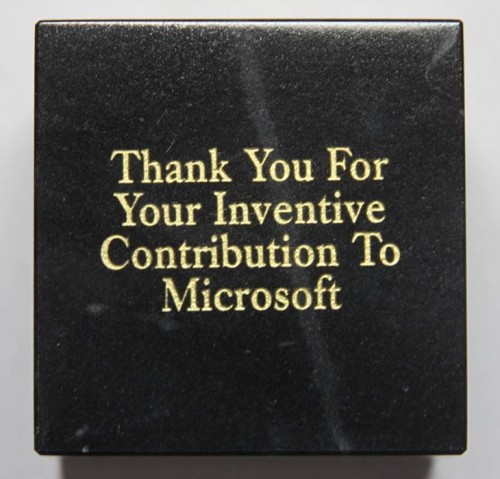 Thank You For
Your Inventive
Contribution To
Microsoft